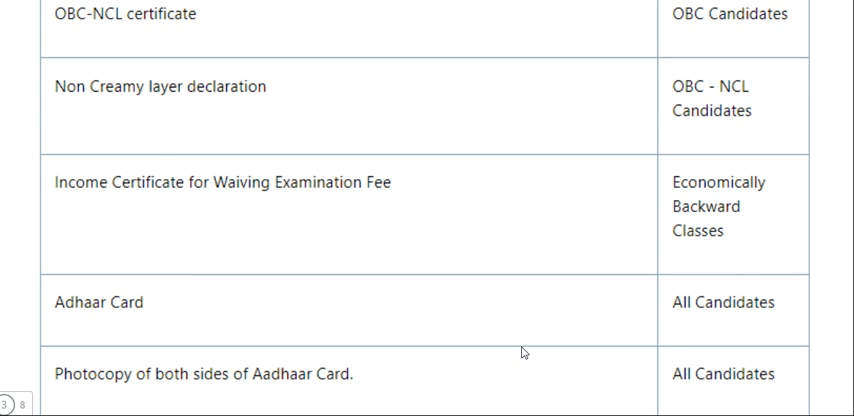 OBC-NCL certificate
OBC Candidates
Non Creamy layer declaration
OBC - NCL
Candidates
Income Certificate for Waiving Examination Fee
Economically
Backward
Classes
Adhaar Card
All Candidates
Photocopy of both sides of Aadhaar Card.
All Candidates
3 8